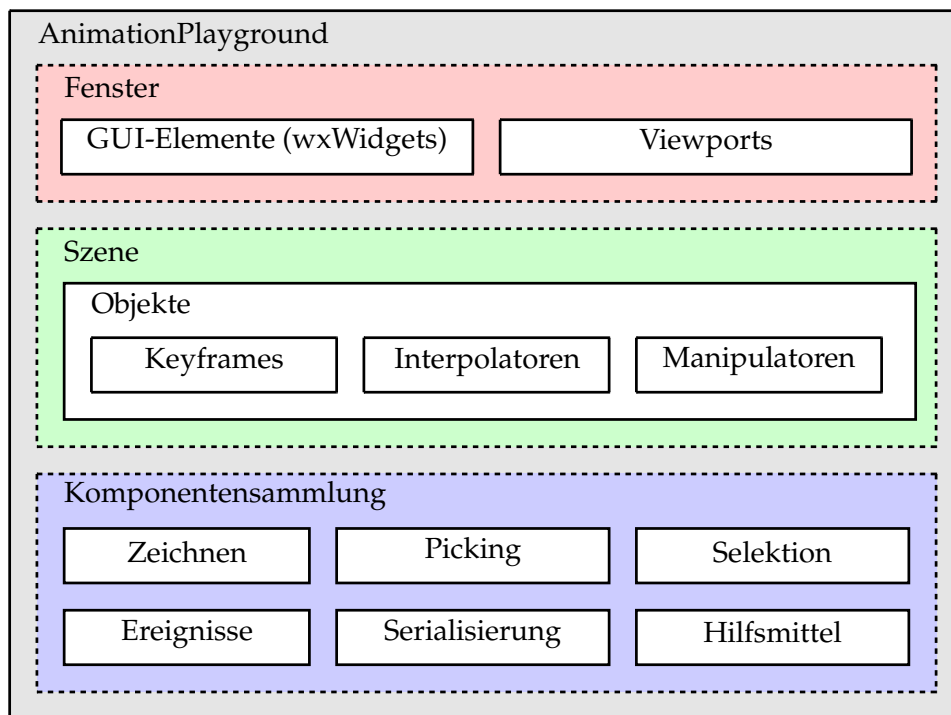 AnimationPlayground
Fenster
GUI-Elemente (wxWidgets)
Viewports
Szene
Objekte
Keyframes
Interpolatoren
Manipulatoren
Komponentensammlung
Zeichnen
Picking
Selektion
Ereignisse
Serialisierung
Hilfsmittel